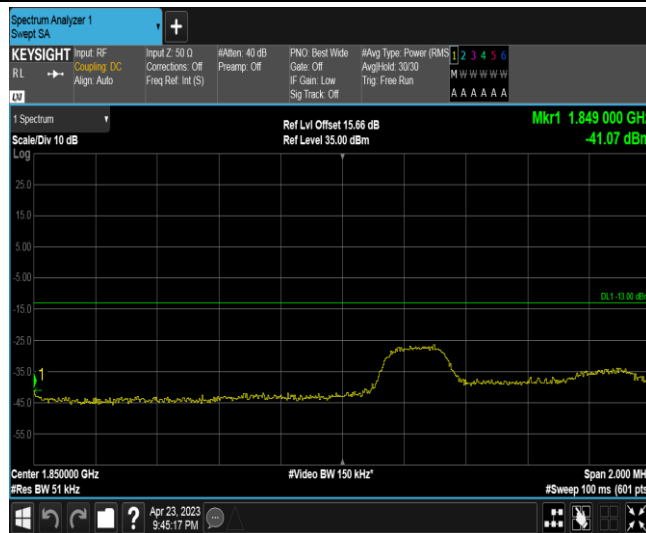 Spectrum Analyzer 1
Swept SA
KEYSIGHT
RL
Input: RF
Coupling: DC
Align: Auto
Input Z: 50 Ω
Corrections: Off
Freq Ref: Int (S)
#Atten: 40 dB
Preamp: Off
PNO: Best Wide
Gate: Off
IF Gain: Low
Sig Track: Off
#Avg Type: Power (RMS
Avg|Hold: 30/30
Trig: Free Run
1 2 3 4 5 6
M W W W W W
A A A A A A
1 Spectrum
Scale/Div 10 dB
Log
Ref Lvl Offset 15.66 dB
Ref Level 35.00 dBm
Mkr1 1.849 000 GHz
-41.07 dBm
25.0
15.0
5.00
-5.00
-15.0
-25.0
-35.0
-45.0
-55.0
DL1 -13.00 dBm
1
Center 1.850000 GHz
#Res BW 51 kHz
#Video BW 150 kHz*
Span 2.000 MHz
#Sweep 100 ms (601 pts)
?
Apr 23, 2023
9:45:17 PM